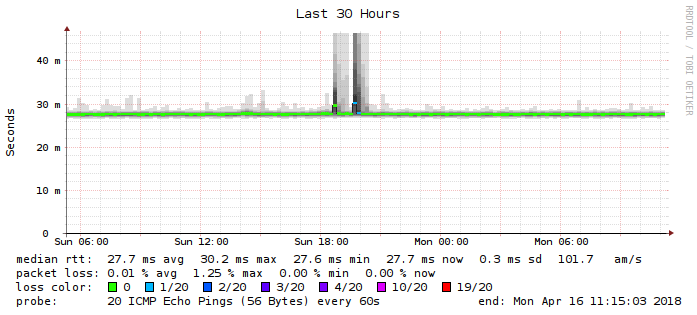 Last 30 Hours
RRDTOOL / TOBI OETIKER
Seconds
40 m
30 m
20 m
10 m
0
Sun 06:00 Sun 12:00 Sun 18:00 Mon 00:00 Mon 06:00
median rtt: 27.7 ms avg 30.2 ms max 27.6 ms min 27.7 ms now 0.3 ms sd 101.7 am/s
packet loss: 0.01 % avg 1.25 % max 0.00 % min 0.00 % now
loss color: 0 1/20 2/20 3/20 4/20 10/20 19/20
probe: 20 ICMP Echo Pings (56 Bytes) every 60s end: Mon Apr 16 11:15:03 2018